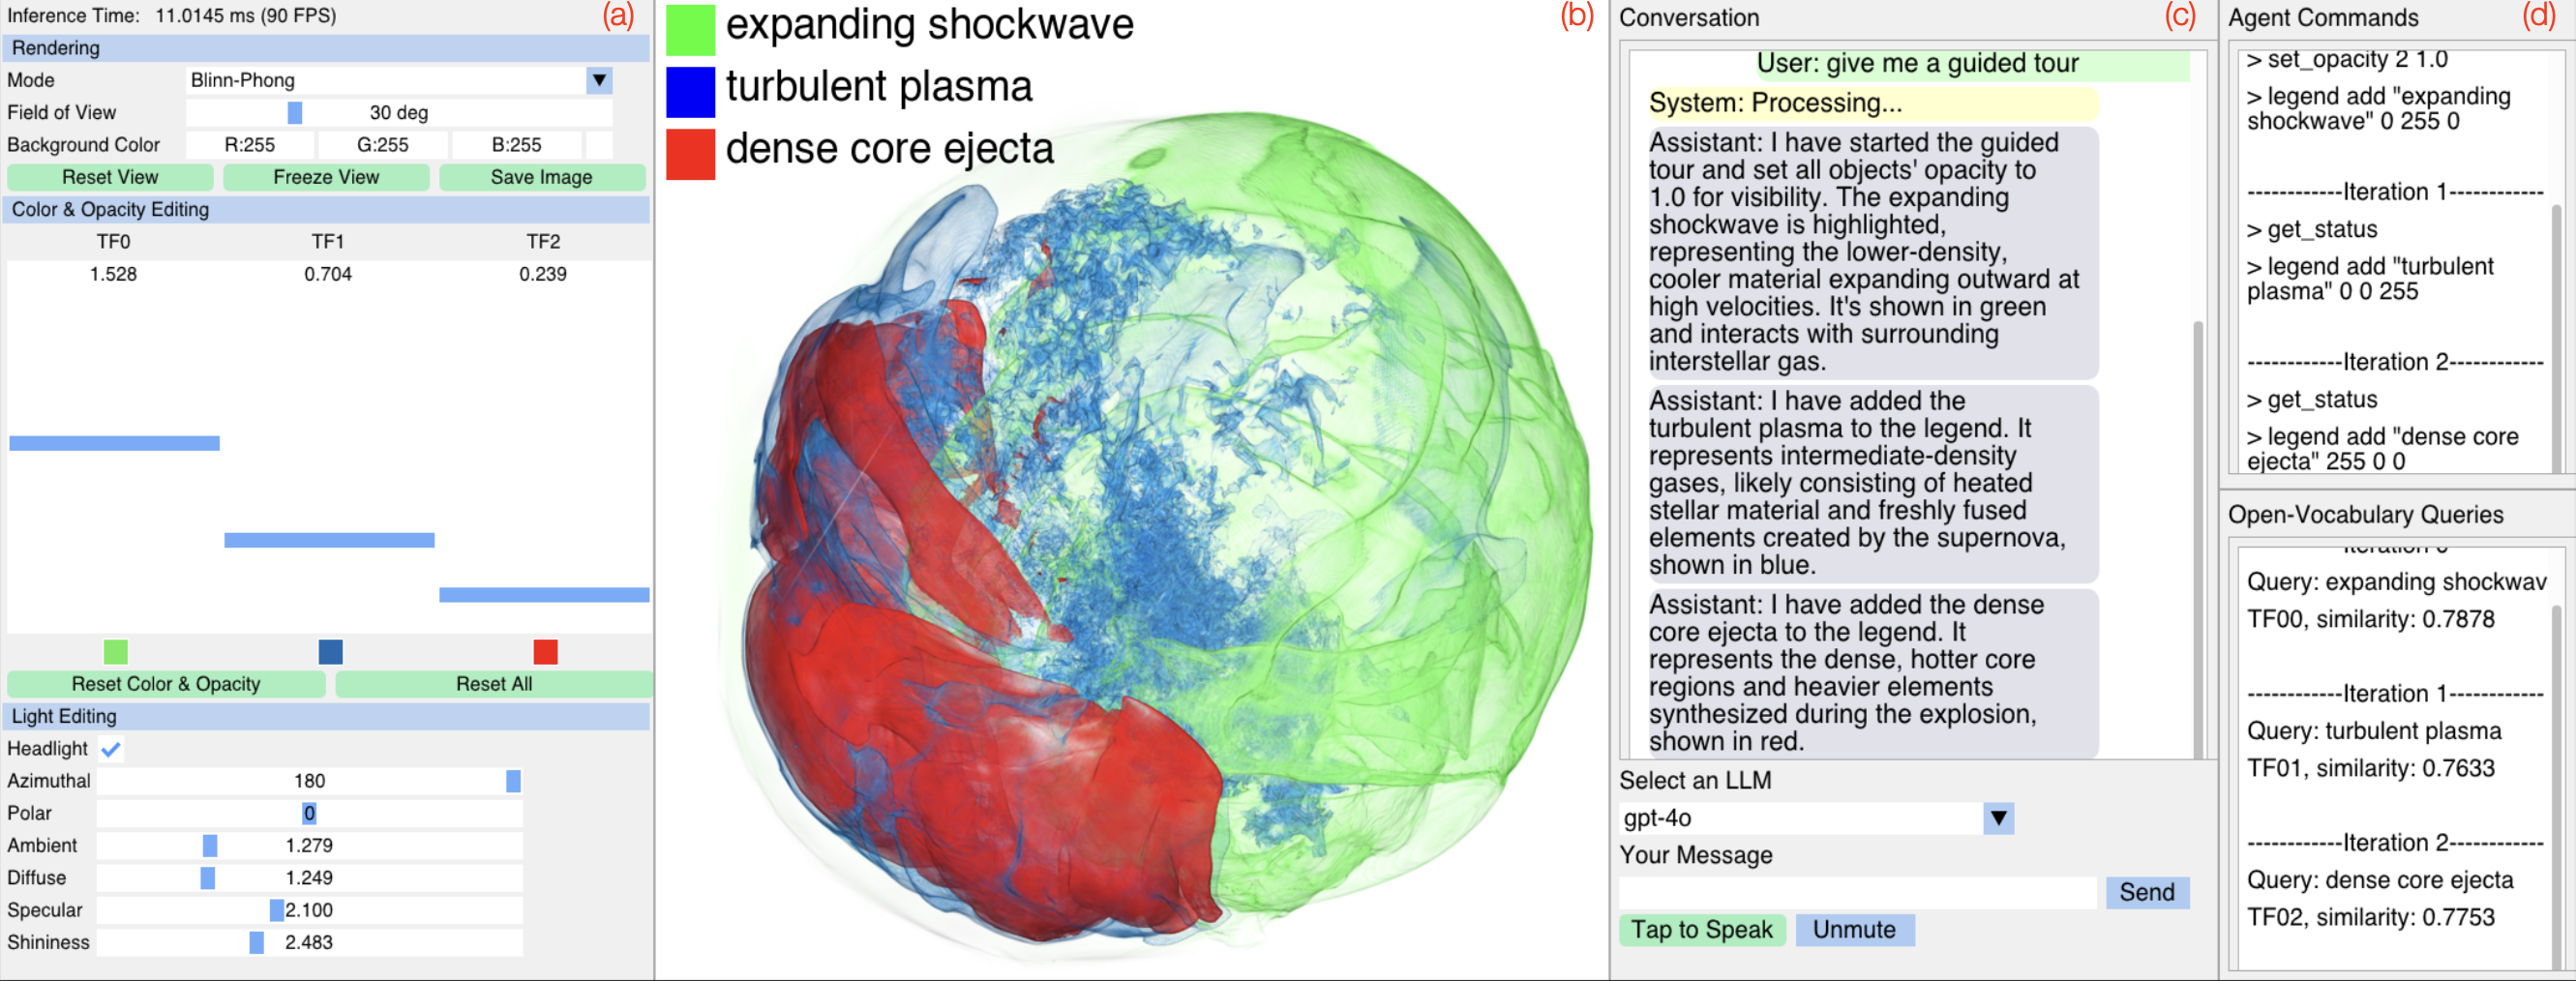 Inference Time: 11.0145 ms (90 FPS)
(a)
Rendering
Mode
Blinn-Phong
Field of View
30 deg
Background Color
R:255
G:255
B:255
Reset View
Freeze View
Save Image
Color & Opacity Editing
TF0
TF1
TF2
1.528
0.704
0.239
Reset Color & Opacity
Reset All
Light Editing
Headlight
Azimuthal
180
Polar
0
Ambient
1.279
Diffuse
1.249
Specular
2.100
Shininess
2.483
(b)
expanding shockwave
turbulent plasma
dense core ejecta
Conversation
(c)
User: give me a guided tour
System: Processing...
Assistant: I have started the guided
tour and set all objects' opacity to
1.0 for visibility. The expanding
shockwave is highlighted,
representing the lower-density,
cooler material expanding outward at
high velocities. It's shown in green
and interacts with surrounding
interstellar gas.
Assistant: I have added the
turbulent plasma to the legend. It
represents intermediate-density
gases, likely consisting of heated
stellar material and freshly fused
elements created by the supernova,
shown in blue.
Assistant: I have added the dense
core ejecta to the legend. It
represents the dense, hotter core
regions and heavier elements
synthesized during the explosion,
shown in red.
Select an LLM
gpt-4o
Your Message
Send
Tap to Speak
Unmute
Agent Commands
(d)
> set_opacity 2 1.0
> legend add "expanding
shockwave" 0 255 0
------------Iteration 1------------
> get_status
> legend add "turbulent
plasma" 0 0 255
------------Iteration 2------------
> get_status
> legend add "dense core
ejecta" 255 0 0
Open-Vocabulary Queries
Query: expanding shockwav
TF00, similarity: 0.7878
------------Iteration 1------------
Query: turbulent plasma
TF01, similarity: 0.7633
------------Iteration 2------------
Query: dense core ejecta
TF02, similarity: 0.7753